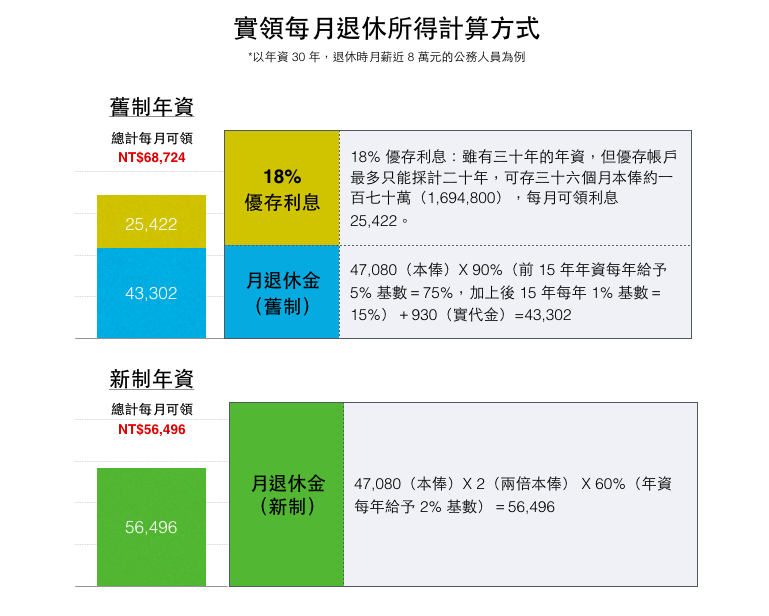 實領每月退休所得計算方式
*以年資 30 年，退休時月薪近 8 萬元的公務人員為例
舊制年資
總計每月可領
NT$68,724
25,422
43,302
18%
優存利息
18% 優存利息：雖有三十年的年資，但優存帳戶
最多只能採計二十年，可存三十六個月本俸約一
百七十萬（1,694,800），每月可領利息
25,422。
月退休金
（舊制）
47,080（本俸）X 90%（前 15 年年資每年給予
5% 基數＝75%，加上後 15 年每年 1% 基數＝
15%）＋930（實代金）=43,302
新制年資
總計每月可領
NT$56,496
56,496
月退休金
（新制）
47,080（本俸）X 2（兩倍本俸） X 60%（年資
每年給予 2% 基數）＝56,496